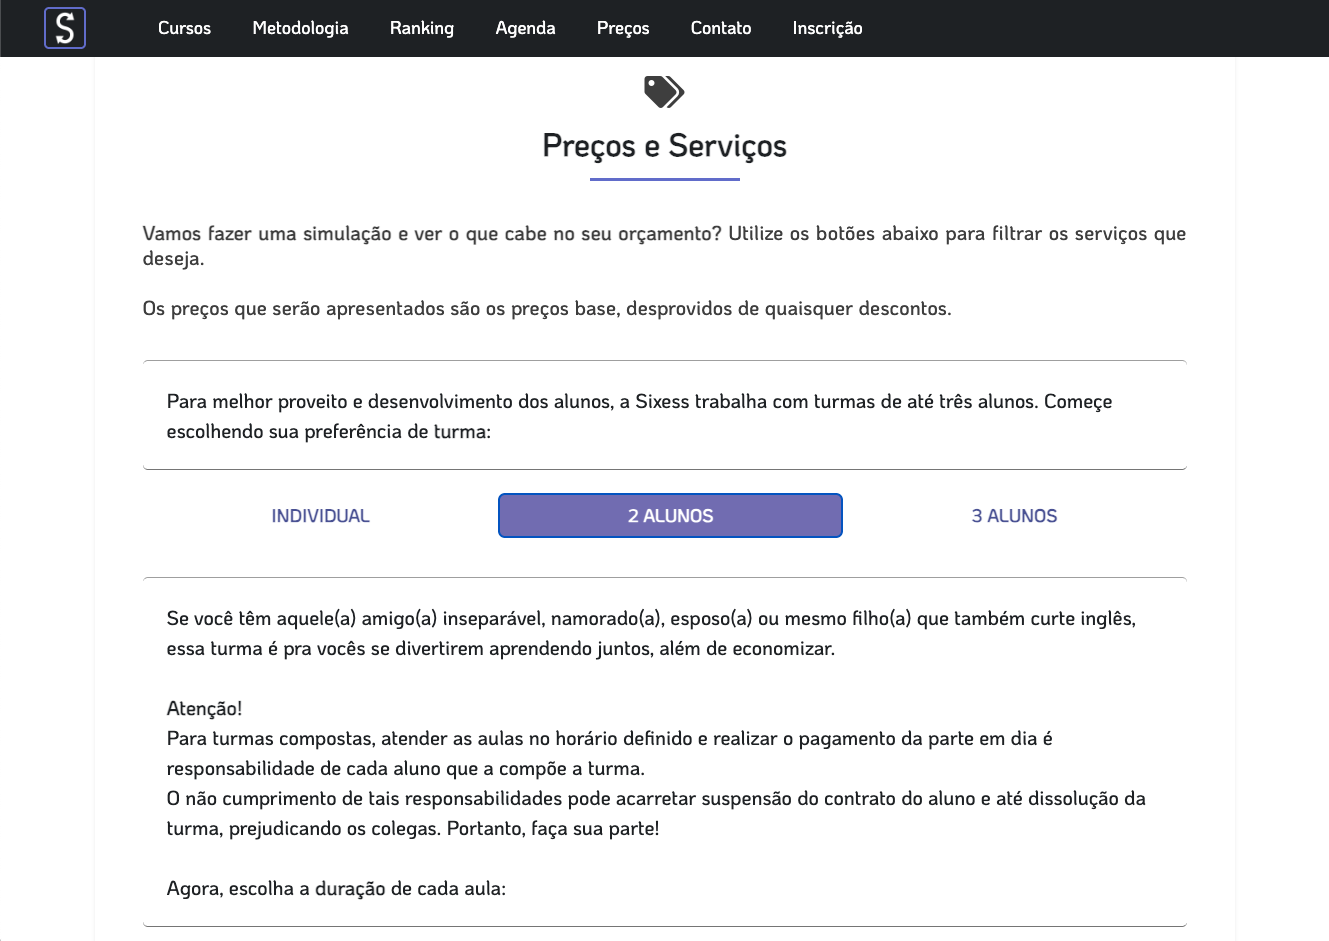 S
Cursos Metodologia Ranking Agenda Preços Contato Inscrição
Preços e Serviços
Vamos fazer uma simulação e ver o que cabe no seu orçamento? Utilize os botões abaixo para filtrar os serviços que
deseja.
Os preços que serão apresentados são os preços base, desprovidos de quaisquer descontos.
Para melhor proveito e desenvolvimento dos alunos, a Sixess trabalha com turmas de até três alunos. Começe
escolhendo sua preferência de turma:
INDIVIDUAL 2 ALUNOS 3 ALUNOS
Se você têm aquele(a) amigo(a) inseparável, namorado(a), esposo(a) ou mesmo filho(a) que também curte inglês,
essa turma é pra vocês se divertirem aprendendo juntos, além de economizar.
Atenção!
Para turmas compostas, atender as aulas no horário definido e realizar o pagamento da parte em dia é
responsabilidade de cada aluno que a compõe a turma.
O não cumprimento de tais responsabilidades pode acarretar suspensão do contrato do aluno e até dissolução da
turma, prejudicando os colegas. Portanto, faça sua parte!
Agora, escolha a duração de cada aula: